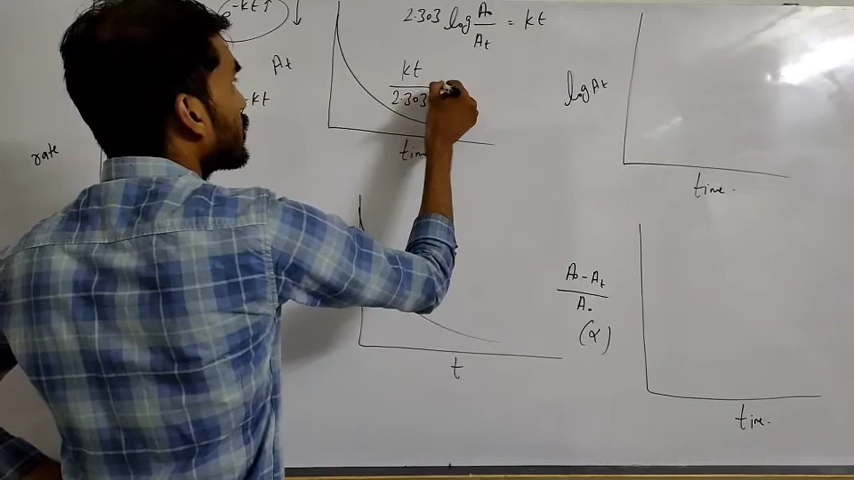 e-kt↑ ↓
2.303 log A₀/At = kt
At
kt
kt/2.303
rate
time
log At
time.
A₀-At/A₀
(α)
t
time.